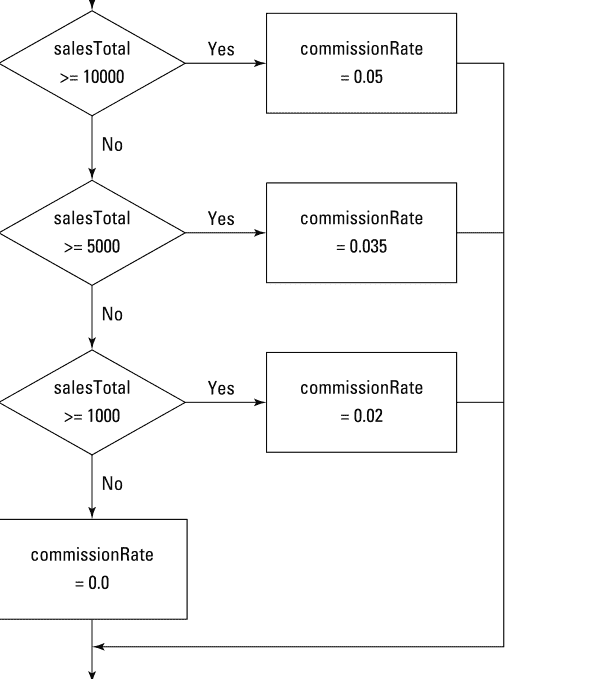 salesTotal
>= 10000
Yes
commissionRate
= 0.05
No
salesTotal
>= 5000
Yes
commissionRate
= 0.035
No
salesTotal
>= 1000
Yes
commissionRate
= 0.02
No
commissionRate
= 0.0